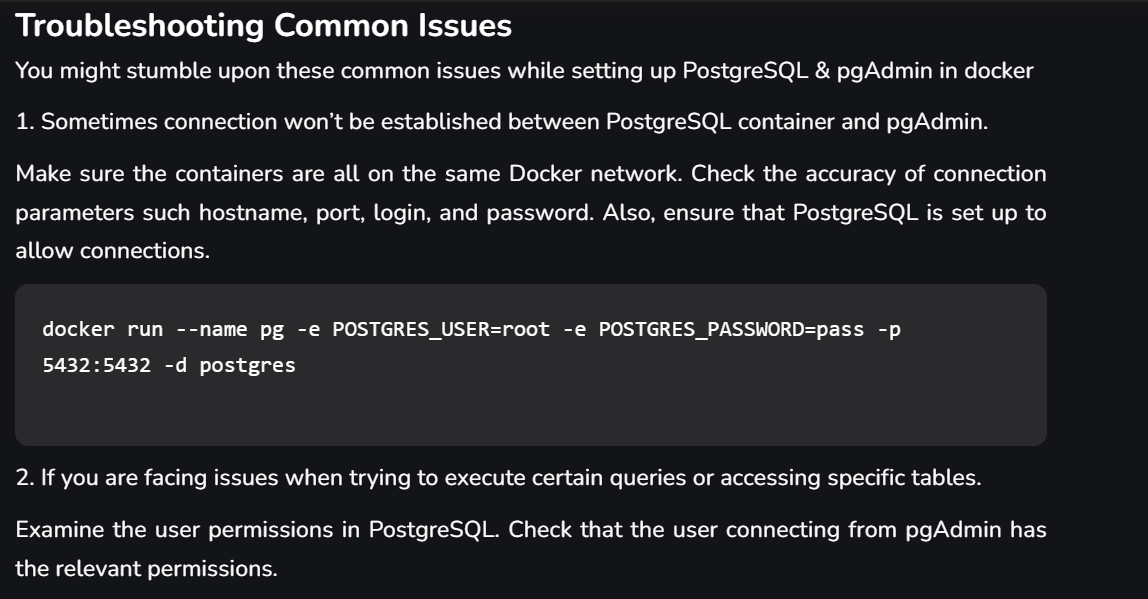 Troubleshooting Common Issues
You might stumble upon these common issues while setting up PostgreSQL & pgAdmin in docker
1. Sometimes connection won’t be established between PostgreSQL container and pgAdmin.
Make sure the containers are all on the same Docker network. Check the accuracy of connection
parameters such hostname, port, login, and password. Also, ensure that PostgreSQL is set up to
allow connections.
docker run --name pg -e POSTGRES_USER=root -e POSTGRES_PASSWORD=pass -p
5432:5432 -d postgres
2. If you are facing issues when trying to execute certain queries or accessing specific tables.
Examine the user permissions in PostgreSQL. Check that the user connecting from pgAdmin has
the relevant permissions.